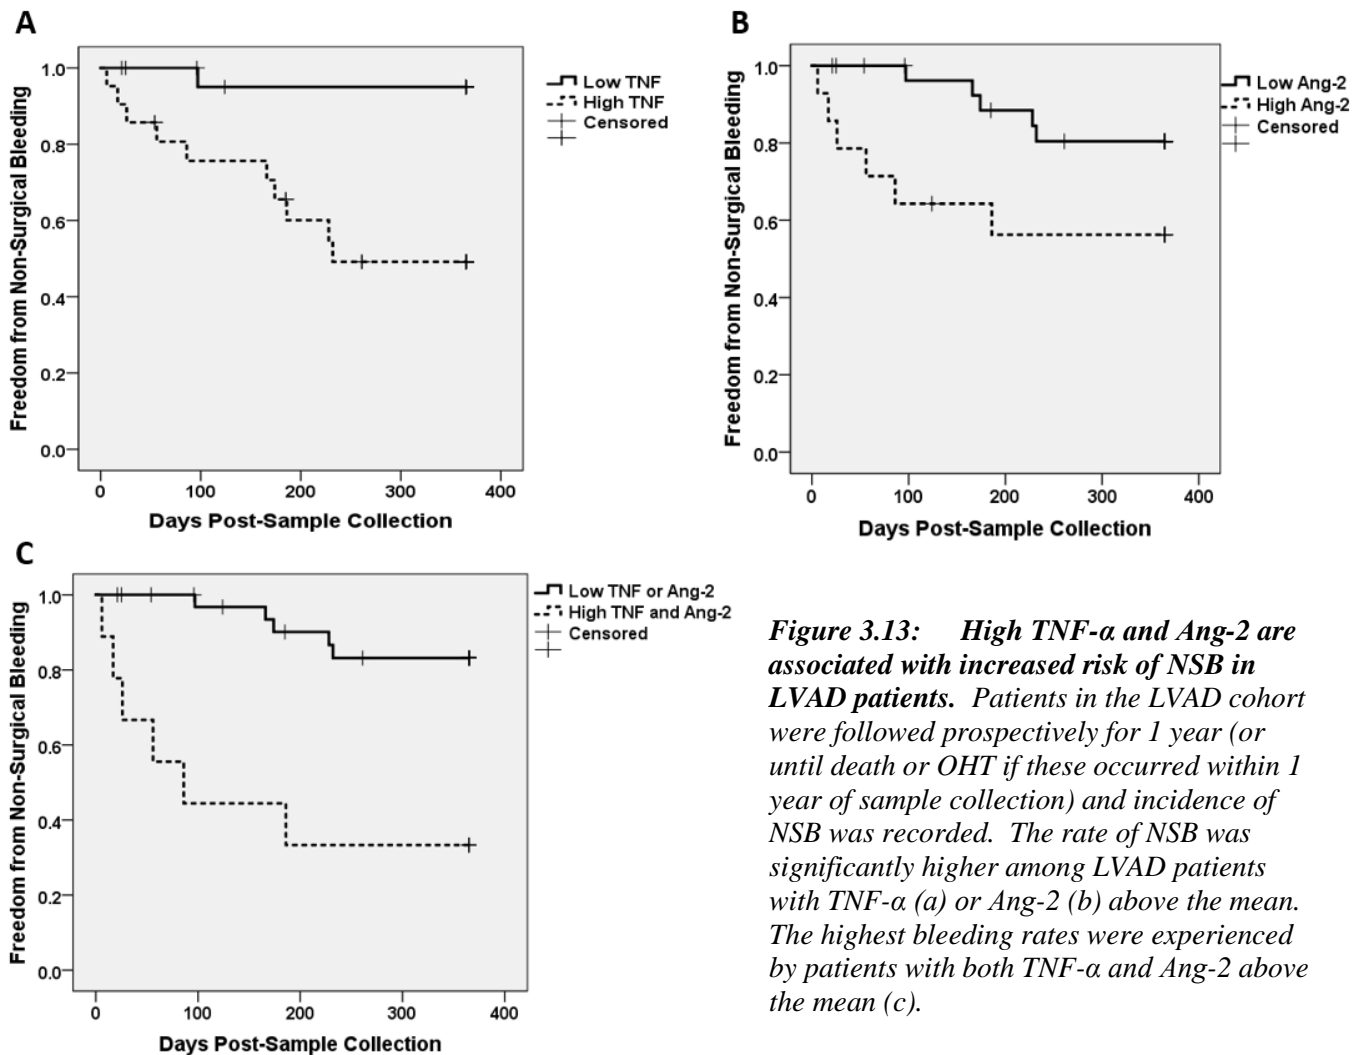 A
Freedom from Non-Surgical Bleeding
1.0
0.8
0.6
0.4
0.2
0.0
0 100 200 300 400
Days Post-Sample Collection
Low TNF
High TNF
Censored
B
Freedom from Non-Surgical Bleeding
1.0
0.8
0.6
0.4
0.2
0.0
0 100 200 300 400
Days Post-Sample Collection
Low Ang-2
High Ang-2
Censored
C
Freedom from Non-Surgical Bleeding
1.0
0.8
0.6
0.4
0.2
0.0
0 100 200 300 400
Days Post-Sample Collection
Low TNF or Ang-2
High TNF and Ang-2
Censored
Figure 3.13: High TNF-α and Ang-2 are
associated with increased risk of NSB in
LVAD patients. Patients in the LVAD cohort
were followed prospectively for 1 year (or
until death or OHT if these occurred within 1
year of sample collection) and incidence of
NSB was recorded. The rate of NSB was
significantly higher among LVAD patients
with TNF-α (a) or Ang-2 (b) above the mean.
The highest bleeding rates were experienced
by patients with both TNF-α and Ang-2 above
the mean (c).